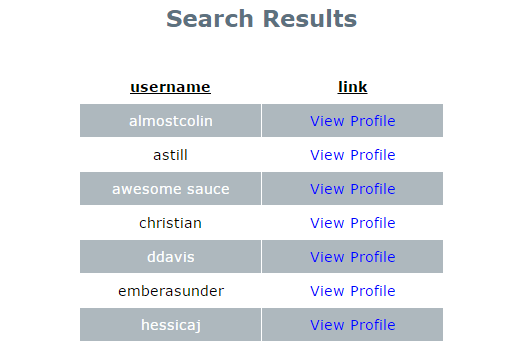 Search Results
username link
almostcolin View Profile
astill View Profile
awesome sauce View Profile
christian View Profile
ddavis View Profile
emberasunder View Profile
hessicaj View Profile